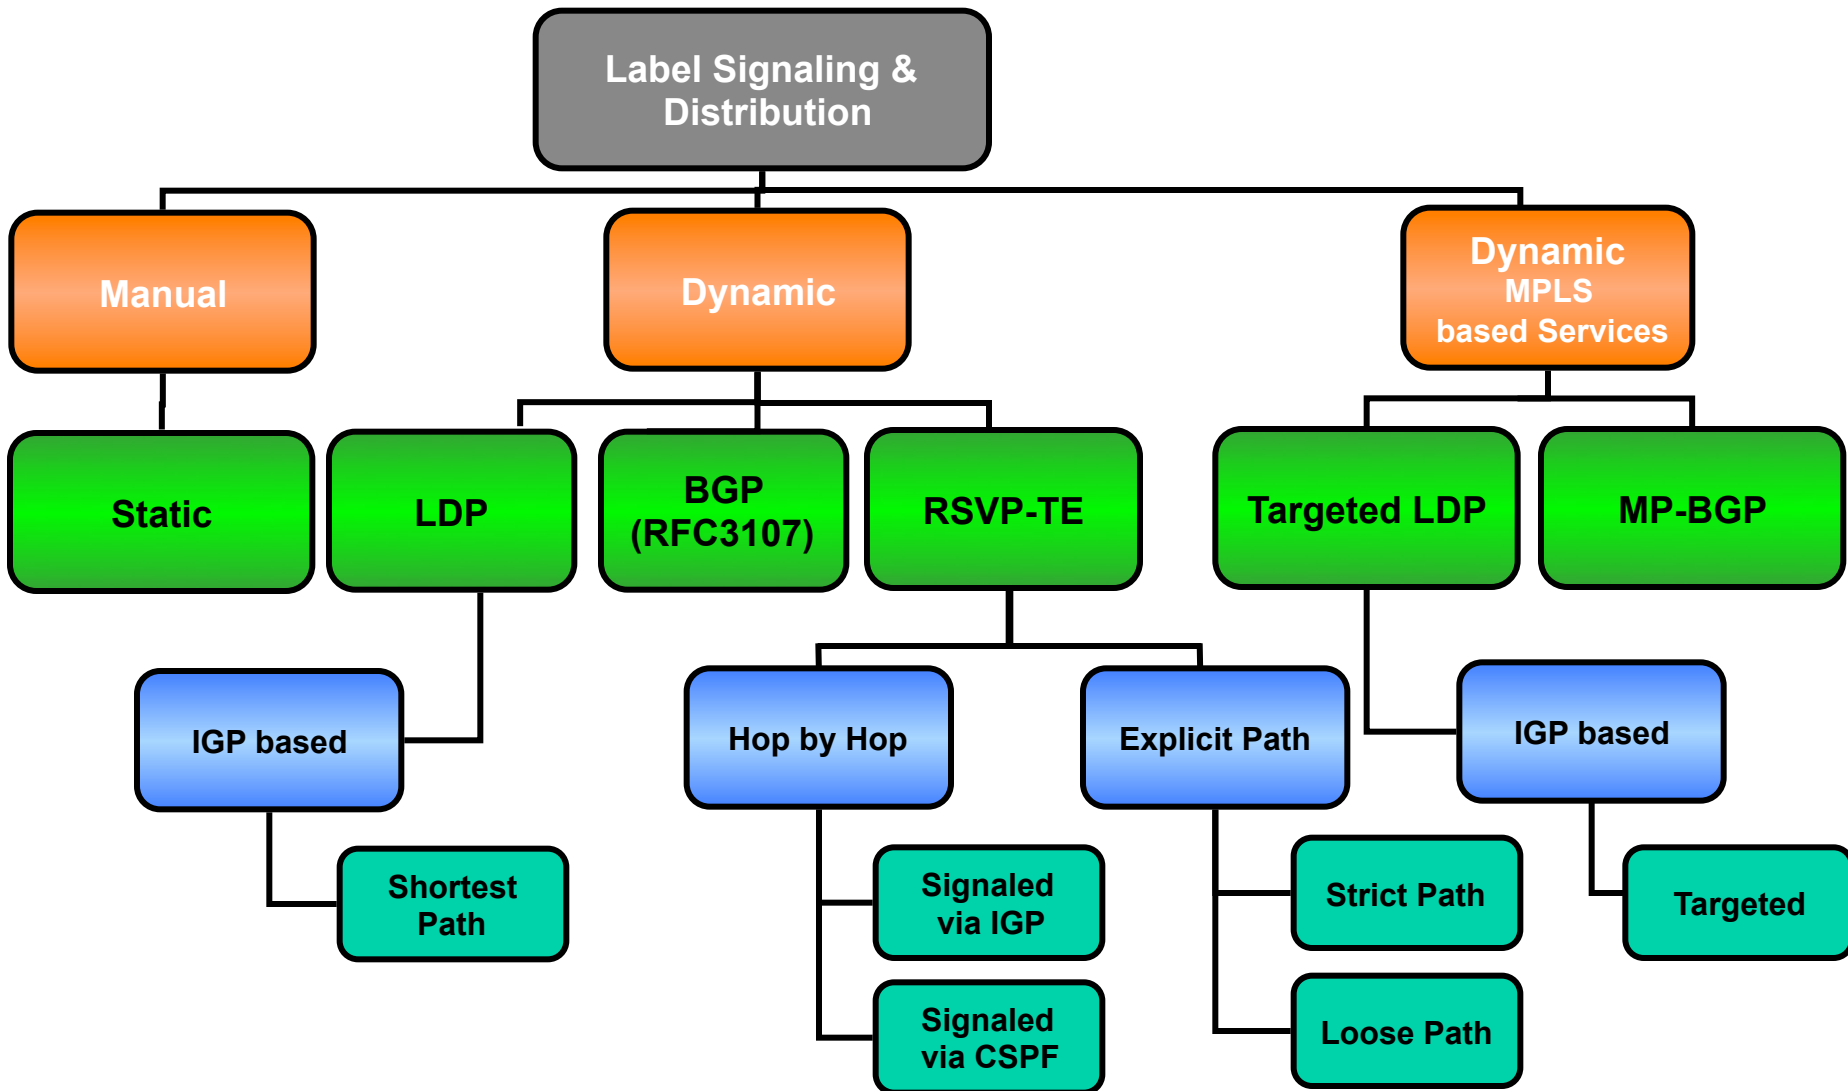 Label Signaling &
Distribution
Manual
Dynamic
Dynamic
MPLS
based Services
Static
LDP
BGP
(RFC3107)
RSVP-TE
Targeted LDP
MP-BGP
IGP based
Hop by Hop
Explicit Path
IGP based
Shortest
Path
Signaled
via IGP
Strict Path
Targeted
Signaled
via CSPF
Loose Path